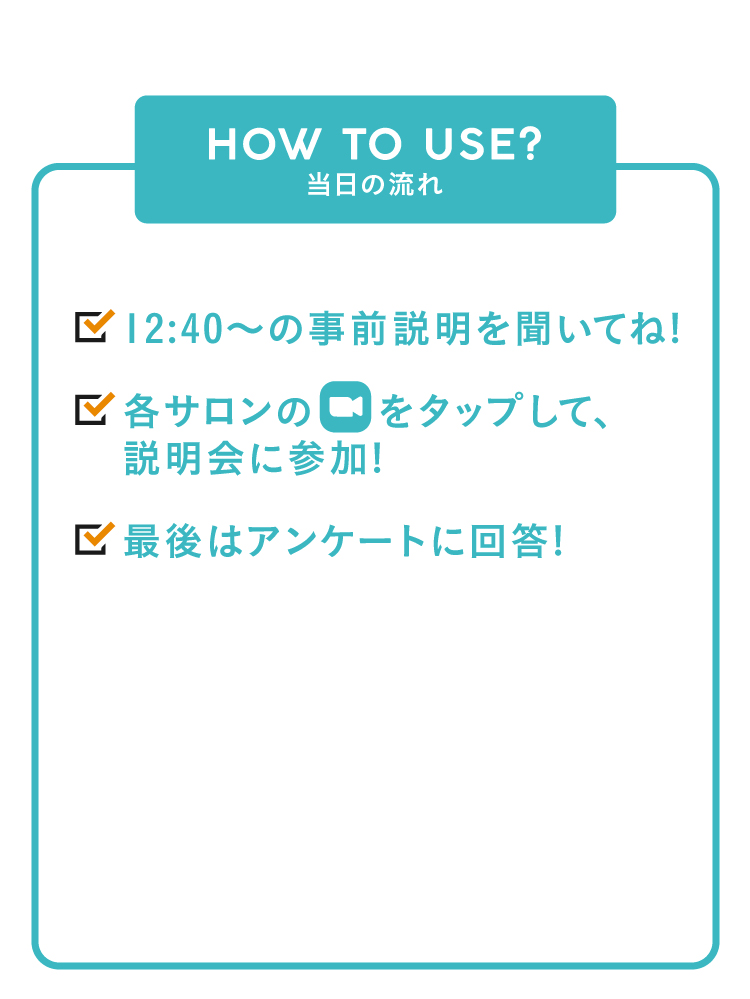 HOW TO USE?
当日の流れ
12:40〜の事前説明を聞いてね!
各サロンの をタップして、
説明会に参加!
最後はアンケートに回答!